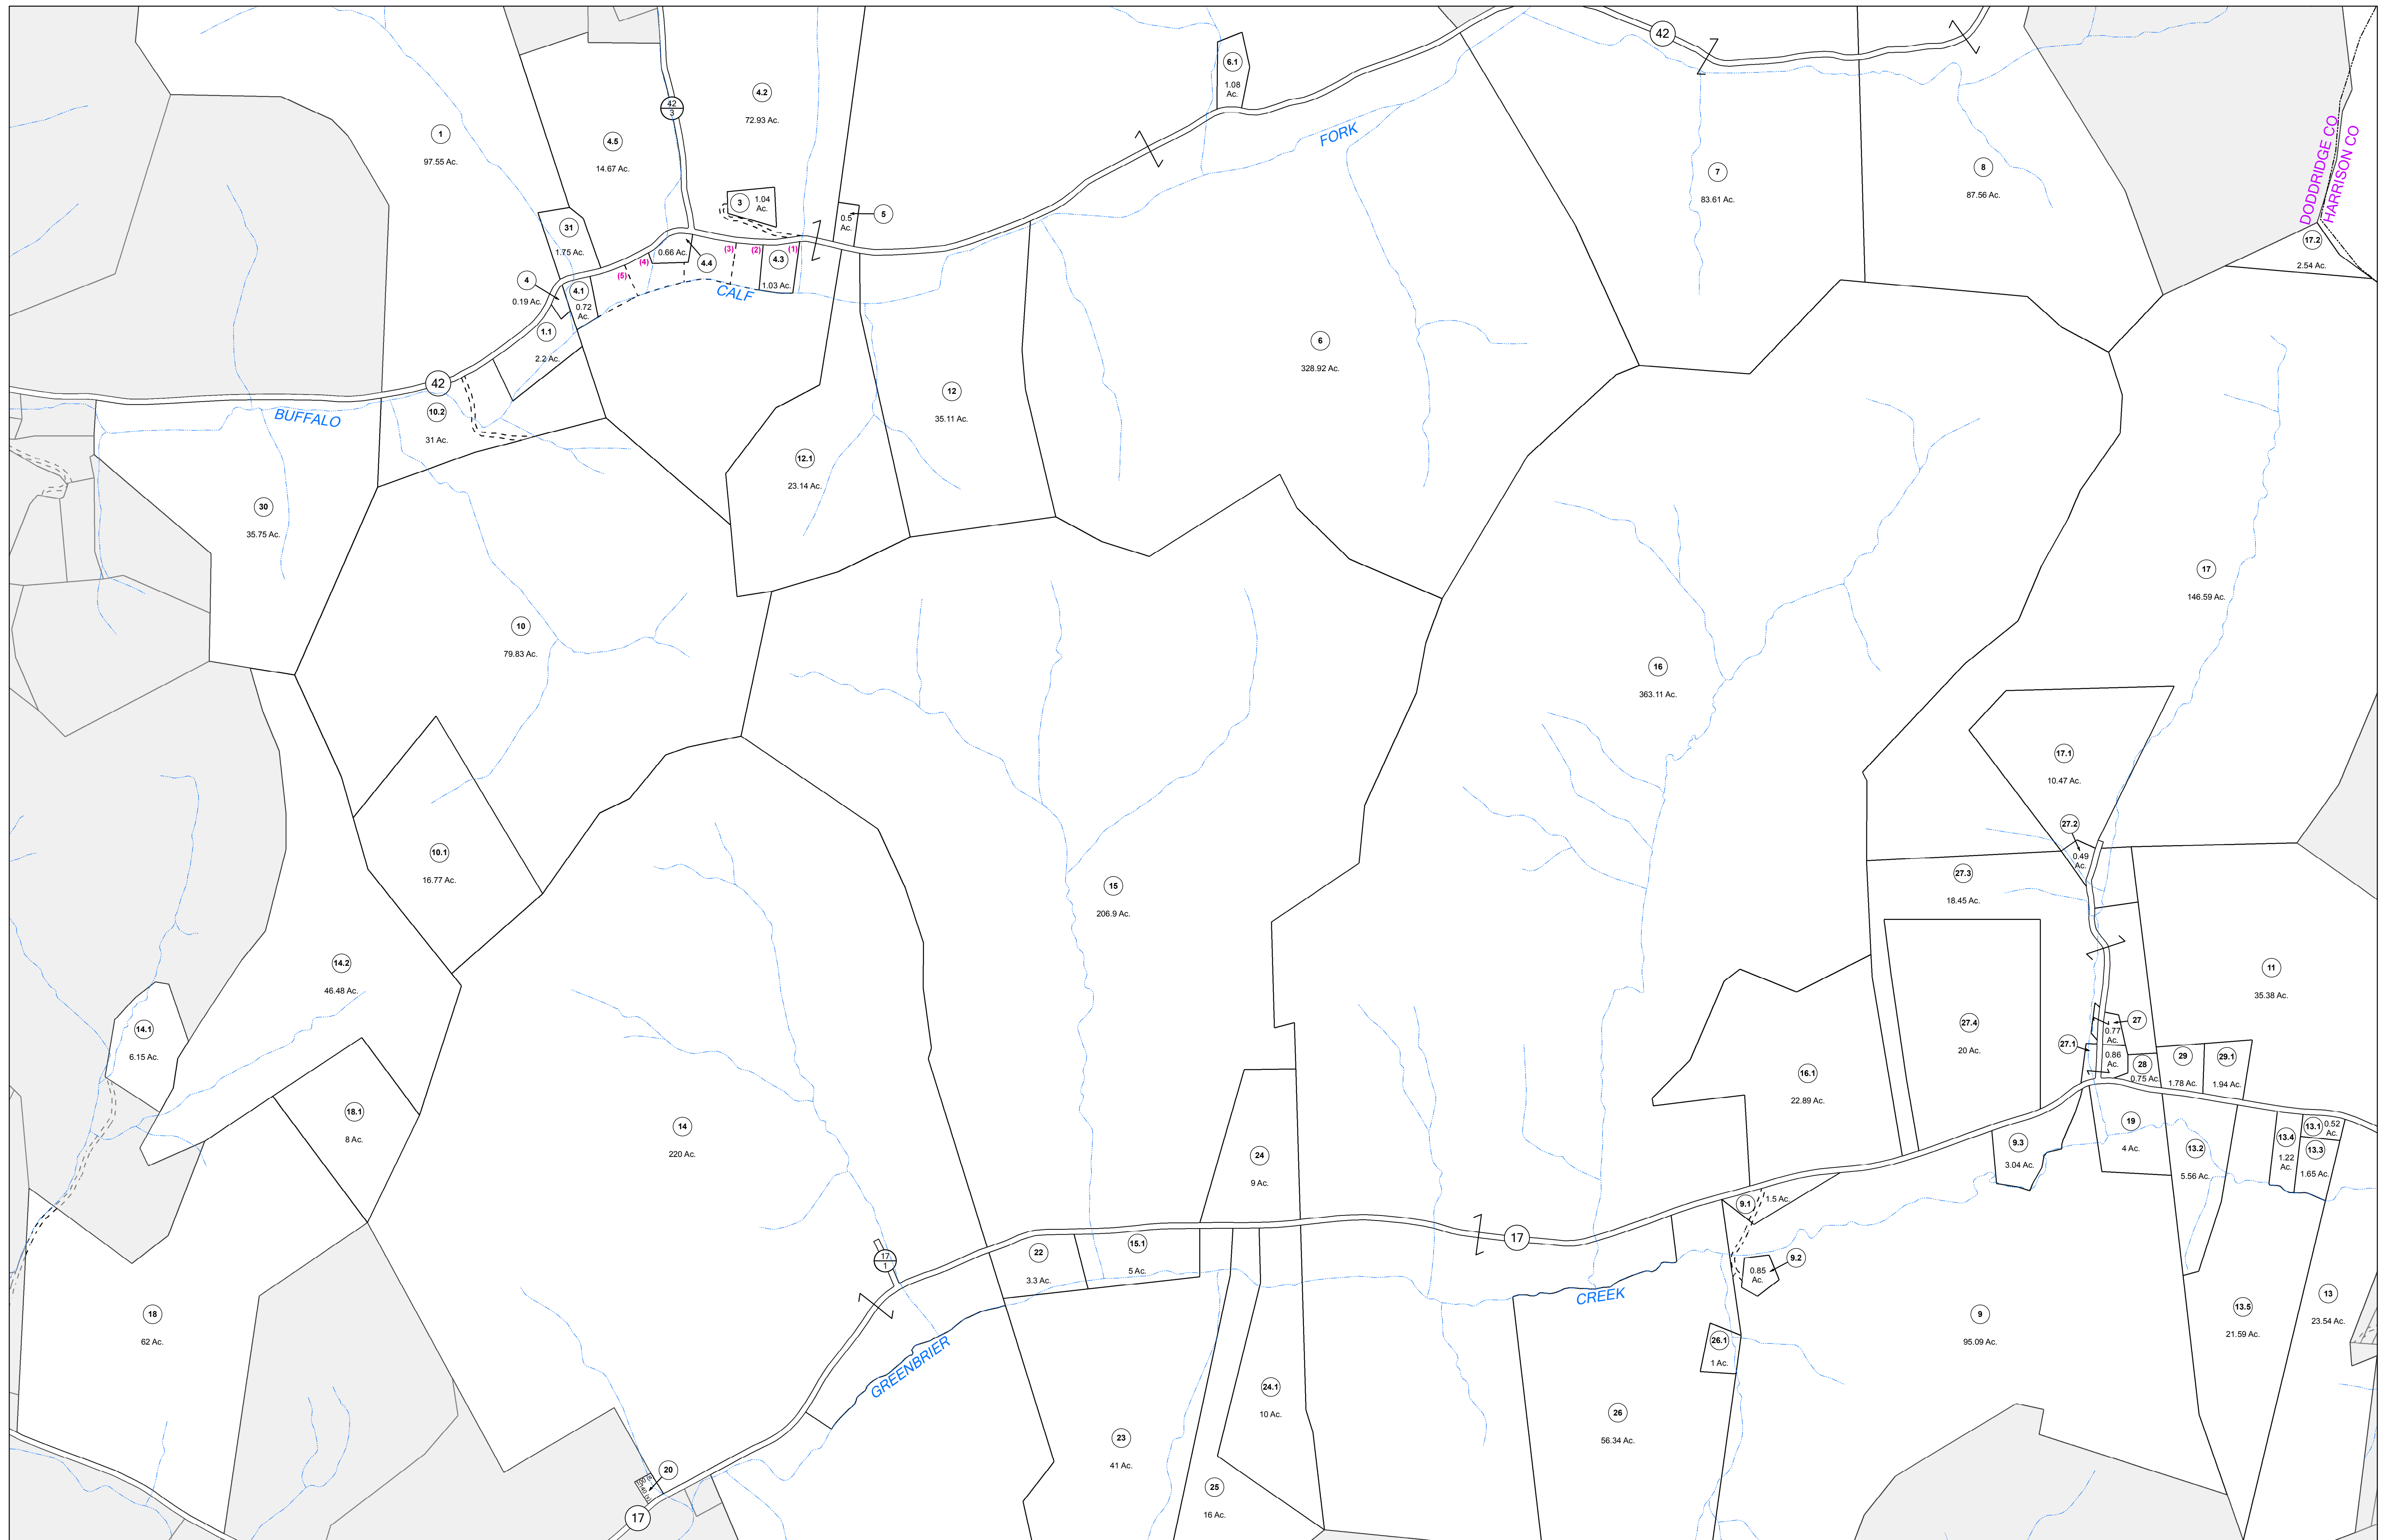 42
6.1
1.08
Ac.
42
3
4.2
72.93 Ac.
1
97.55 Ac.
4.5
14.67 Ac.
FORK
DODDRIDGE CO
HARRISON CO
7
83.61 Ac.
8
87.56 Ac.
3
1.04
Ac.
0.5
Ac.
5
31
1.75 Ac.
17.2
2.54 Ac.
0.66 Ac.
4.4
(3)
(2)
(1)
4.3
1.03 Ac.
(4)
(5)
4
0.19 Ac.
4.1
0.72
Ac.
CALF
1.1
2.2 Ac.
6
328.92 Ac.
42
12
35.11 Ac.
10.2
31 Ac.
BUFFALO
12.1
23.14 Ac.
30
35.75 Ac.
17
146.59 Ac.
10
79.83 Ac.
16
363.11 Ac.
17.1
10.47 Ac.
27.2
0.49
Ac.
10.1
16.77 Ac.
27.3
18.45 Ac.
15
206.9 Ac.
14.2
46.48 Ac.
11
35.38 Ac.
14.1
6.15 Ac.
27.4
20 Ac.
27
0.77
Ac.
27.1
0.86
Ac.
28
0.75 Ac.
29
1.78 Ac.
29.1
1.94 Ac.
16.1
22.89 Ac.
18.1
8 Ac.
14
220 Ac.
24
9 Ac.
9.3
3.04 Ac.
19
4 Ac.
13.2
5.56 Ac.
13.4
1.22
Ac.
13.1
0.52
Ac.
13.3
1.65 Ac.
9.1
1.5 Ac.
17
22
3.3 Ac.
15.1
5 Ac.
17
1
9.2
0.85
Ac.
CREEK
18
62 Ac.
9
95.09 Ac.
13.5
21.59 Ac.
13
23.54 Ac.
GREENBRIER
26.1
1 Ac.
24.1
10 Ac.
26
56.34 Ac.
23
41 Ac.
20
25
16 Ac.
17